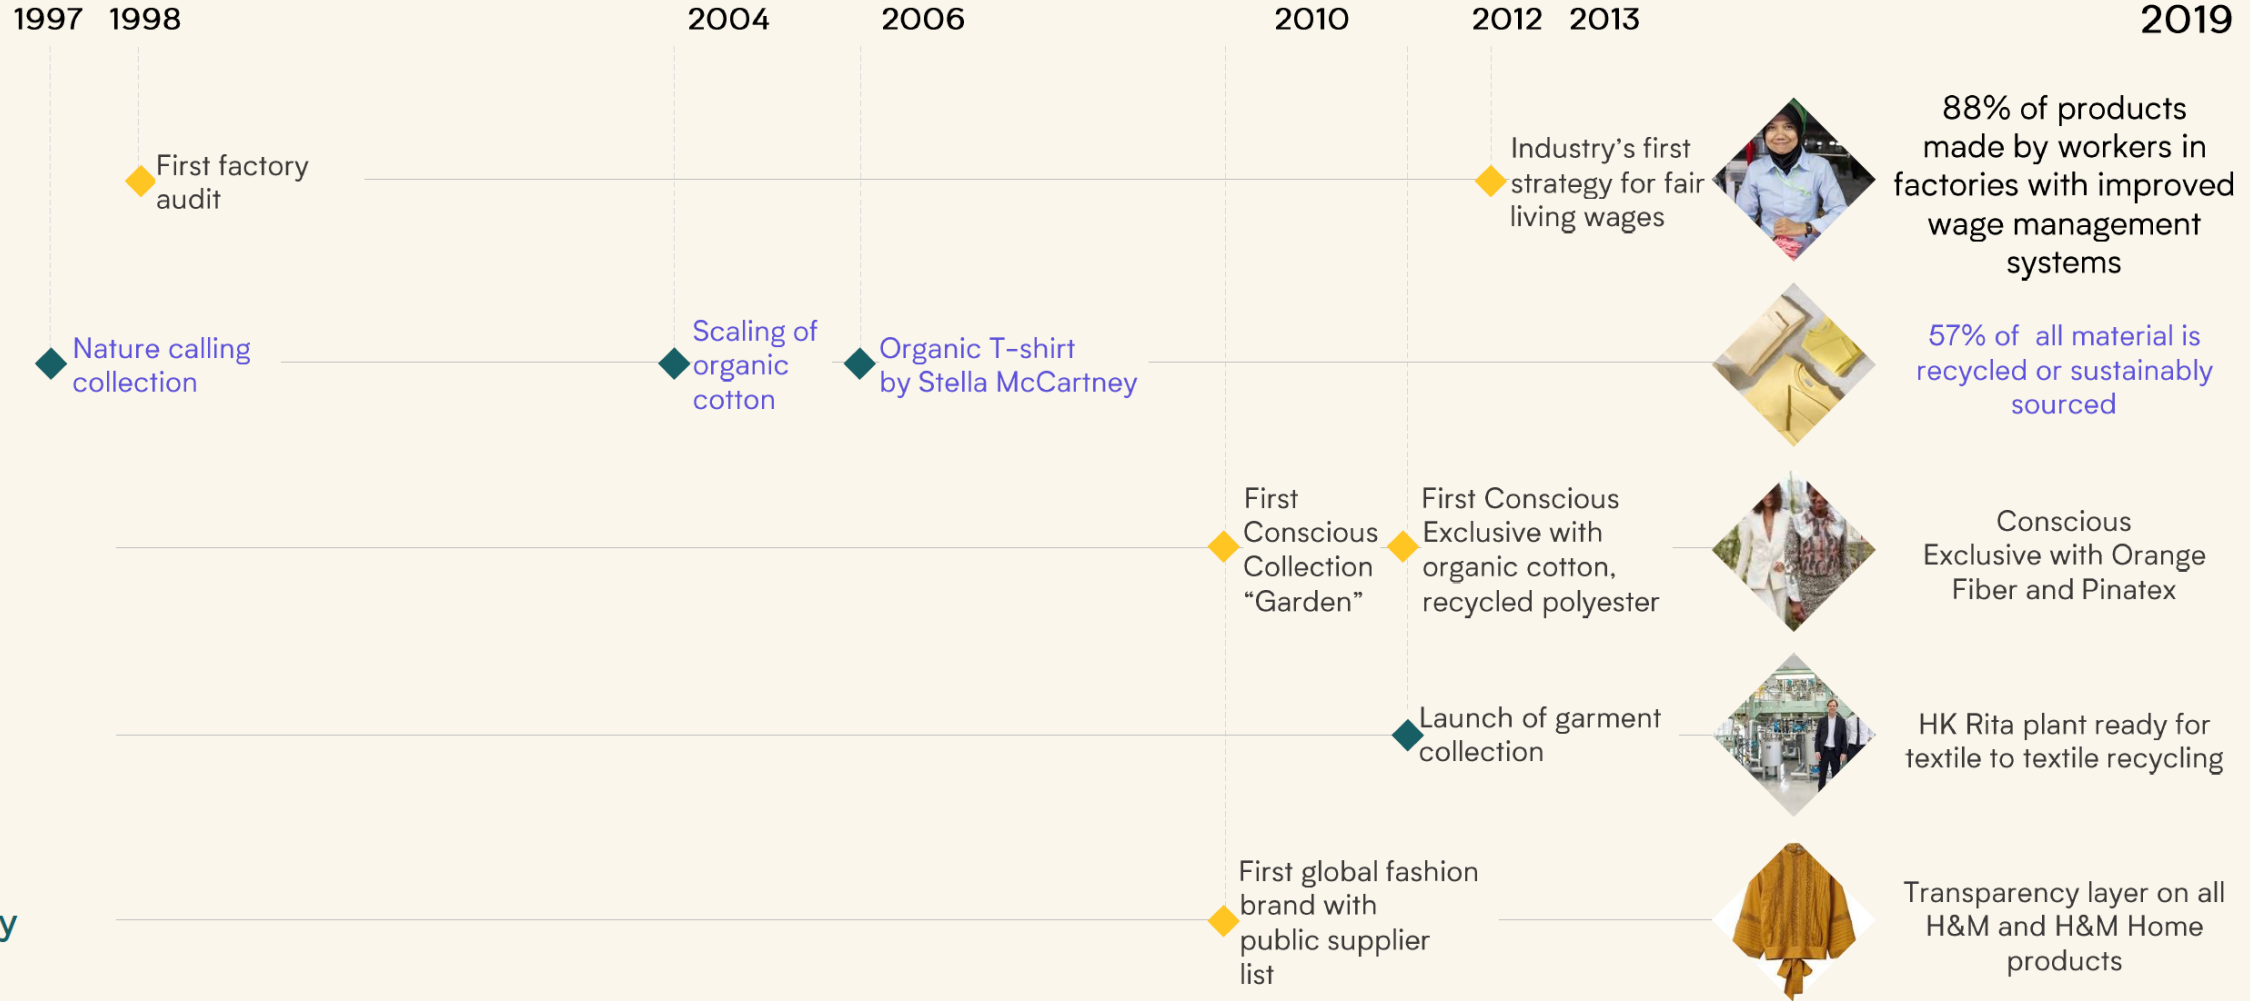 1997 1998 2004 2006 2010 2012 2013 2019
First factory
audit
Industry's first
strategy for fair
living wages
88% of products
made by workers in
factories with improved
wage management
systems
Nature calling
collection
Scaling of
organic
cotton
Organic T-shirt
by Stella McCartney
57% of all material is
recycled or sustainably
sourced
First
Conscious
Collection
“Garden”
First Conscious
Exclusive with
organic cotton,
recycled polyester
Conscious
Exclusive with Orange
Fiber and Pinatex
Launch of garment
collection
HK Rita plant ready for
textile to textile recycling
y
First global fashion
brand with
public supplier
list
Transparency layer on all
H&M and H&M Home
products